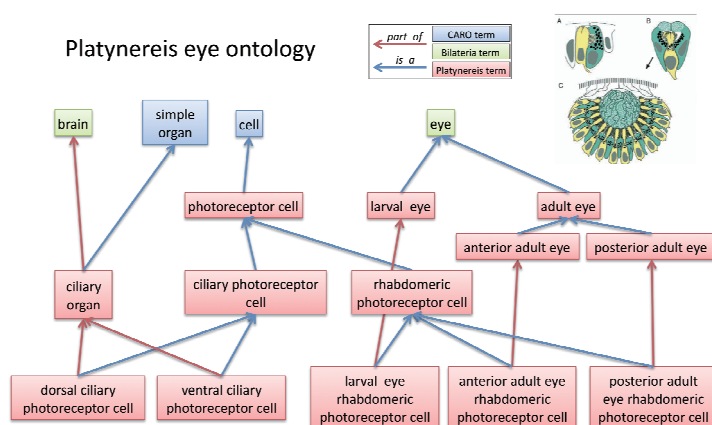 Platynereis eye ontology
part of
is a
CARO term
Bilateria term
Platynereis term
A
B
C
brain
simple
organ
cell
eye
photoreceptor cell
larval eye
adult eye
anterior adult eye
posterior adult eye
ciliary
organ
ciliary photoreceptor
cell
rhabdomeric
photoreceptor cell
dorsal ciliary
photoreceptor cell
ventral ciliary
photoreceptor cell
larval eye
rhabdomeric
photoreceptor cell
anterior adult eye
rhabdomeric
photoreceptor cell
posterior adult
eye rhabdomeric
photoreceptor cell